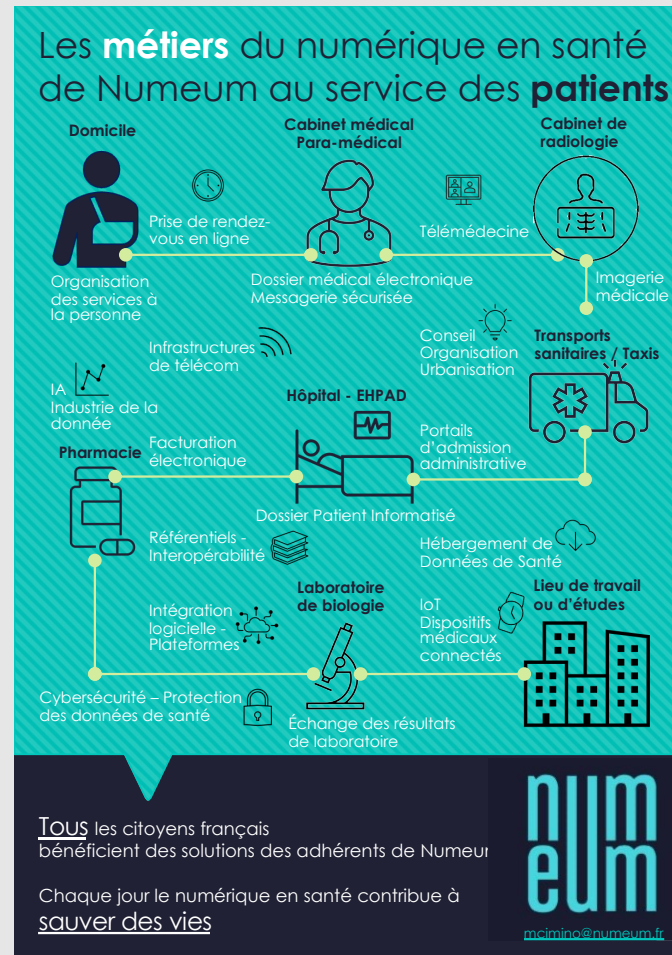 Les métiers du numérique en santé
de Numeum au service des patients
Domicile
Cabinet médical
Para-médical
Cabinet de
radiologie
Prise de rendez-
vous en ligne
Télémédecine
Organisation
des services à
la personne
Dossier médical électronique
Messagerie sécurisée
Imagerie
médicale
Infrastructures
de télécom
Conseil
Organisation
Urbanisation
Transports
sanitaires / Taxis
IA
Industrie de la
donnée
Hôpital - EHPAD
Pharmacie
Facturation
électronique
Portails
d'admission
administrative
Dossier Patient Informatisé
Référentiels -
Interopérabilité
Hébergement de
Données de Santé
Intégration
logicielle -
Plateformes
Laboratoire
de biologie
IoT
Dispositifs
médicaux
connectés
Lieu de travail
ou d'études
Cybersécurité – Protection
des données de santé
Échange des résultats
de laboratoire
Tous les citoyens français
bénéficient des solutions des adhérents de Numeum
Chaque jour le numérique en santé contribue à
sauver des vies
num
eum
mcimino@numeum.fr